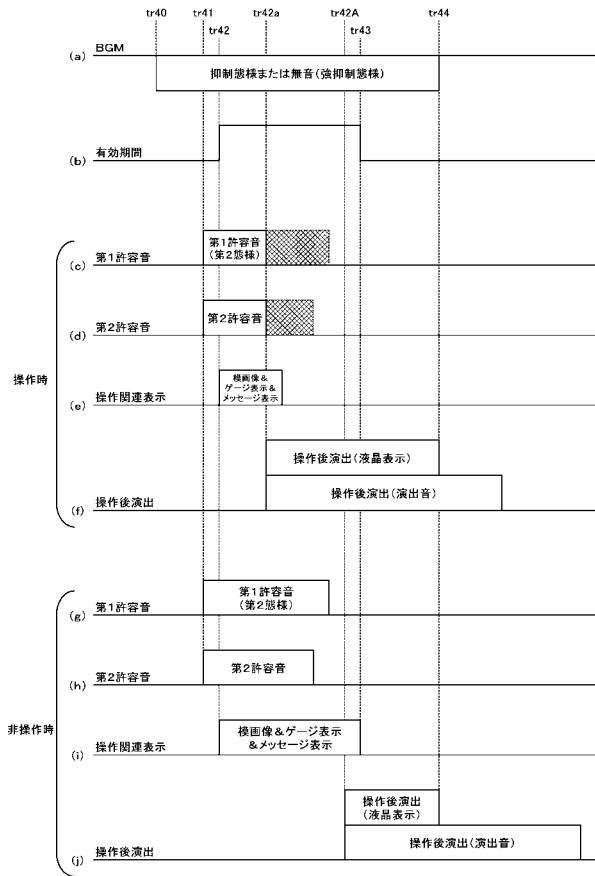 tr40 tr41 tr42a tr42A tr44
tr42 tr43
(a) BGM
抑制態様または無音(強抑制態様)
(b) 有効期間
操作時
(c) 第1許容音
第1許容音
(第2態様)
(d) 第2許容音
第2許容音
(e) 操作関連表示
模画像&
ゲージ表示&
メッセージ表示
(f) 操作後演出
操作後演出(液晶表示)
操作後演出(演出音)
非操作時
(g) 第1許容音
第1許容音
(第2態様)
(h) 第2許容音
第2許容音
(i) 操作関連表示
模画像&ゲージ表示
&メッセージ表示
(j) 操作後演出
操作後演出
(液晶表示)
操作後演出(演出音)